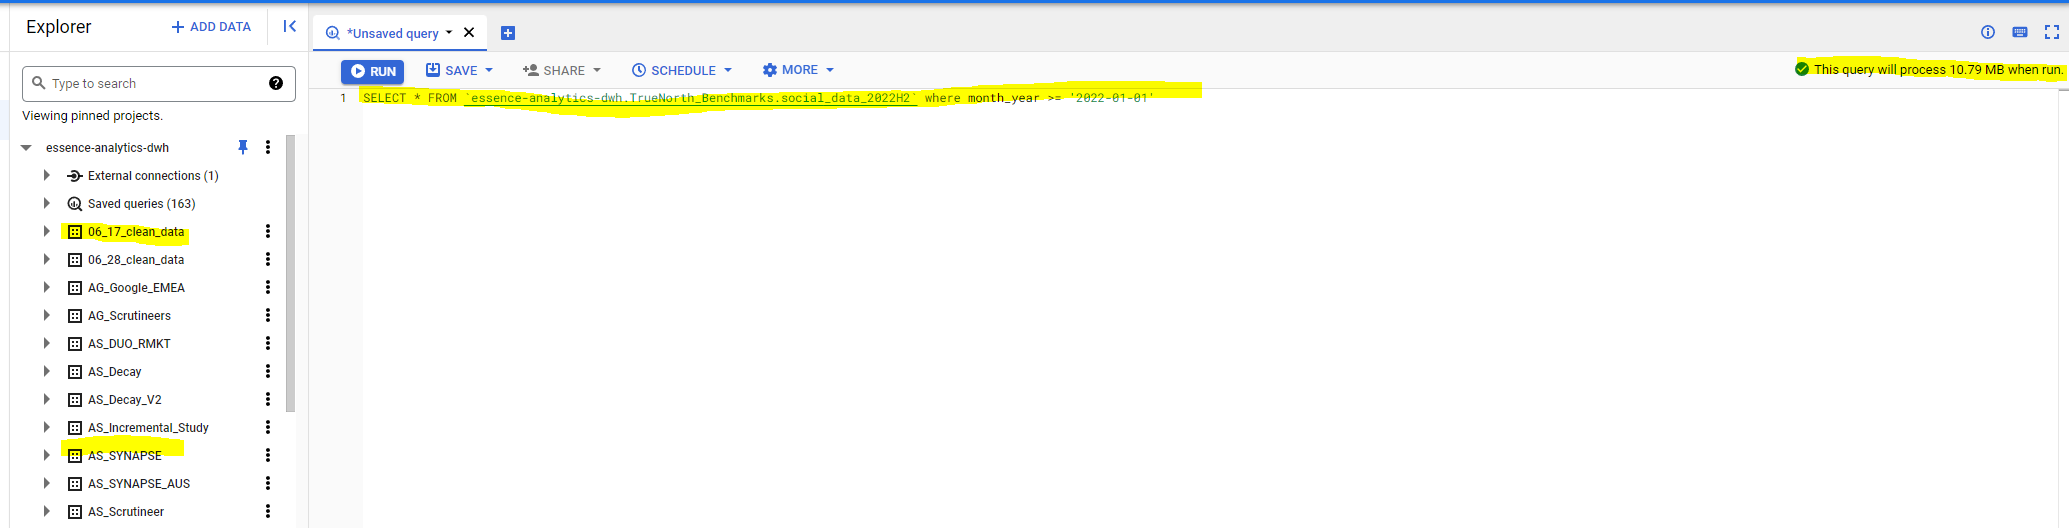 Explorer
ADD DATA
Type to search
Viewing pinned projects.
essence-analytics-dwh
External connections (1)
Saved queries (163)
06_17_clean_data
06_28_clean_data
AG_Google_EMEA
AG_Scrutineers
AS_DUO_RMKT
AS_Decay
AS_Decay_V2
AS_Incremental_Study
AS_SYNAPSE
AS_SYNAPSE_AUS
AS_Scrutineer
*Unsaved query
RUN SAVE SHARE SCHEDULE MORE
This query will process 10.79 MB when run.
1 SELECT * FROM `essence-analytics-dwh.TrueNorth_Benchmarks.social_data_2022H2` where month_year >= '2022-01-01'